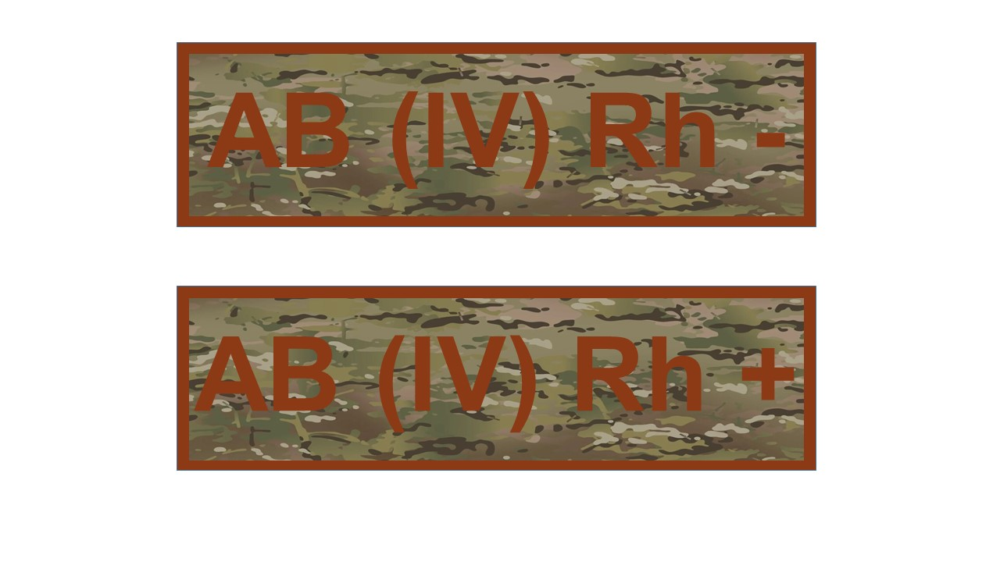 AB (IV) Rh -
AB (IV) Rh +